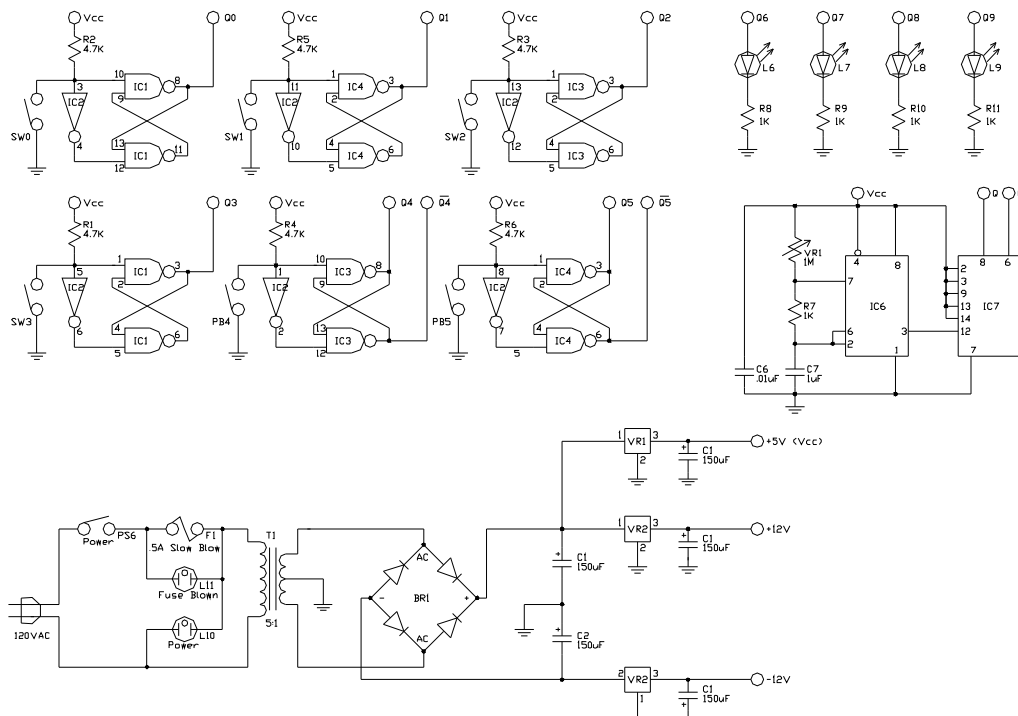 Vcc Q0 Vcc Q1 Vcc Q2 Q6 Q7 Q8 Q9
R2
4.7K
R5
4.7K
R3
4.7K
L6 L7 L8 L9
10 8
IC1
9
3
IC2
4
13 11
IC1
12
SW0
1 3
IC4
2
11
IC2
10
4 6
IC4
5
SW1
1 3
IC3
2
13
IC2
12
4 6
IC3
5
SW2
R8
1K
R9
1K
R10
1K
R11
1K
Vcc Q3 Vcc Q4 Q4 Vcc Q5 Q5
R1
4.7K
R4
4.7K
R6
4.7K
1 3
IC1
2
5
IC2
6
4 6
IC1
5
SW3
10 8
IC3
9
1
IC2
2
13
IC3
12
PB4
1
IC4
2
8
IC2
7
4
IC4
5
PB5
Vcc Q
VR1
1M
4 8
7
IC6
R7
1K
6
2
3
1
8 6
2
3
9
13
14
12
IC7
7
C6
.01uF
C7
1uF
1 VR1 3
2
C1
150uF
+5V (Vcc)
VR2 3
2
C1
150uF
+12V
PS6
Power
F1
.5A Slow Blow
L11
Fuse Blown
L10
Power
120VAC
T1
5:1
AC
BR1
- +
AC
C1
150uF
C2
150uF
2 VR2 3
1
C1
150uF
-12V